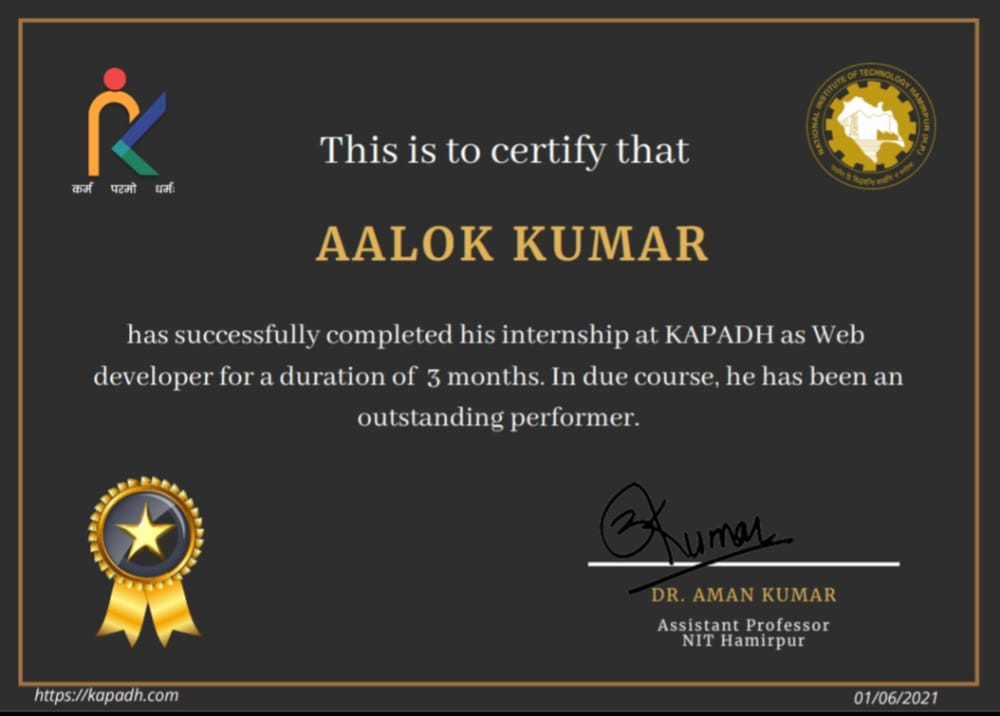 कर्म परमो धर्मः
NATIONAL INSTITUTE OF TECHNOLOGY HAMIRPUR (H.P.)
This is to certify that
AALOK KUMAR
has successfully completed his internship at KAPADH as Web
developer for a duration of 3 months. In due course, he has been an
outstanding performer.
Kumar
DR. AMAN KUMAR
Assistant Professor
NIT Hamirpur
https://kapadh.com
01/06/2021